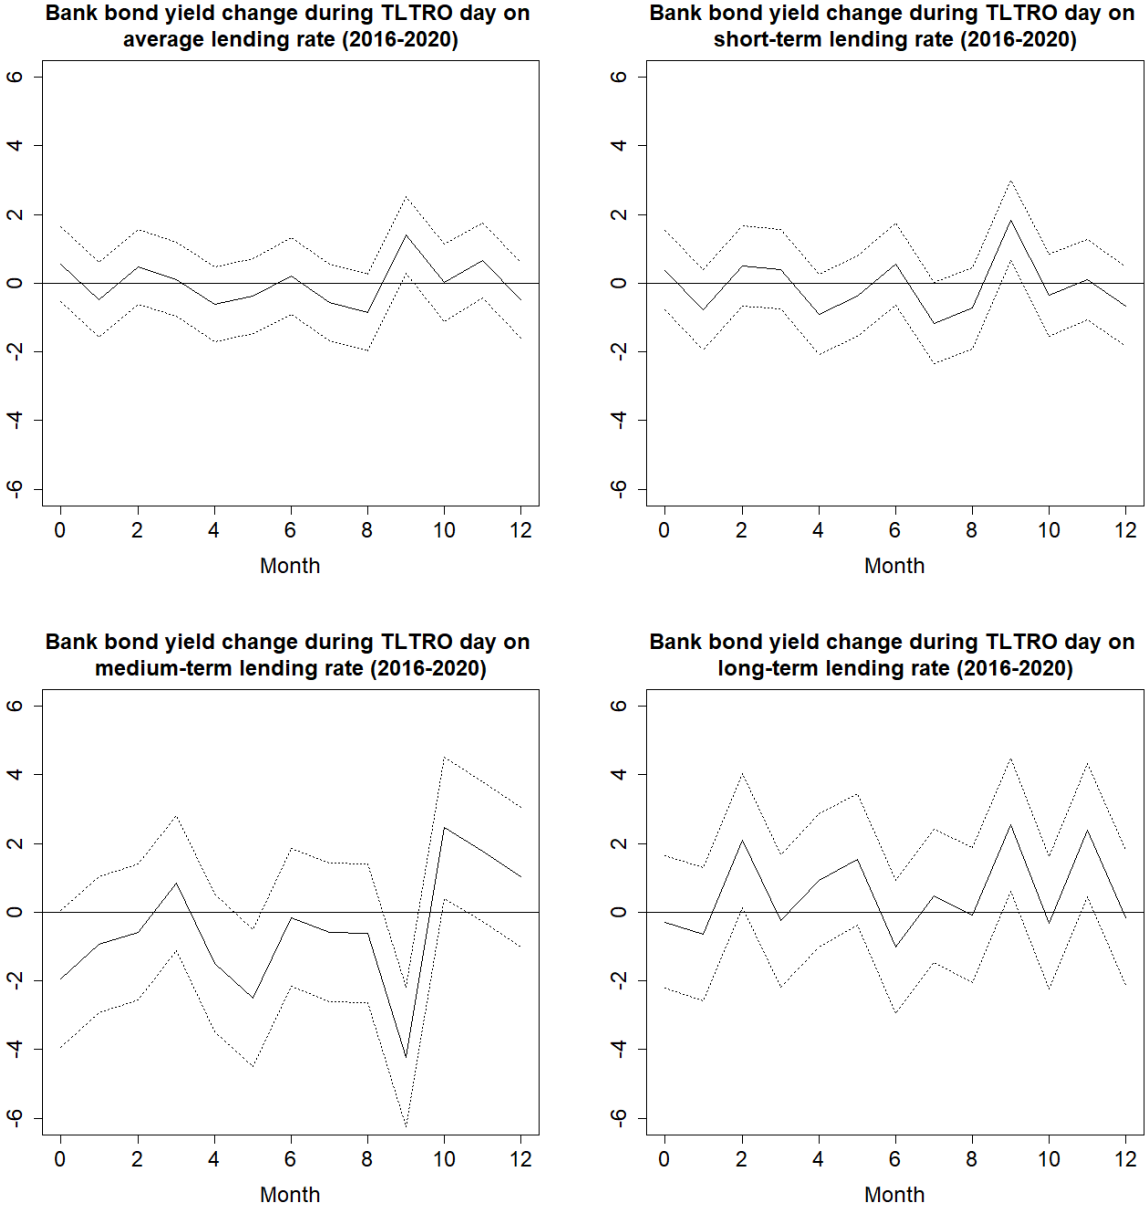 Bank bond yield change during TLTRO day on
average lending rate (2016-2020)
6
4
2
0
-2
-4
-6
0 2 4 6 8 10 12
Month
Bank bond yield change during TLTRO day on
short-term lending rate (2016-2020)
6
4
2
0
-2
-4
-6
0 2 4 6 8 10 12
Month
Bank bond yield change during TLTRO day on
medium-term lending rate (2016-2020)
6
4
2
0
-2
-4
-6
0 2 4 6 8 10 12
Month
Bank bond yield change during TLTRO day on
long-term lending rate (2016-2020)
6
4
2
0
-2
-4
-6
0 2 4 6 8 10 12
Month